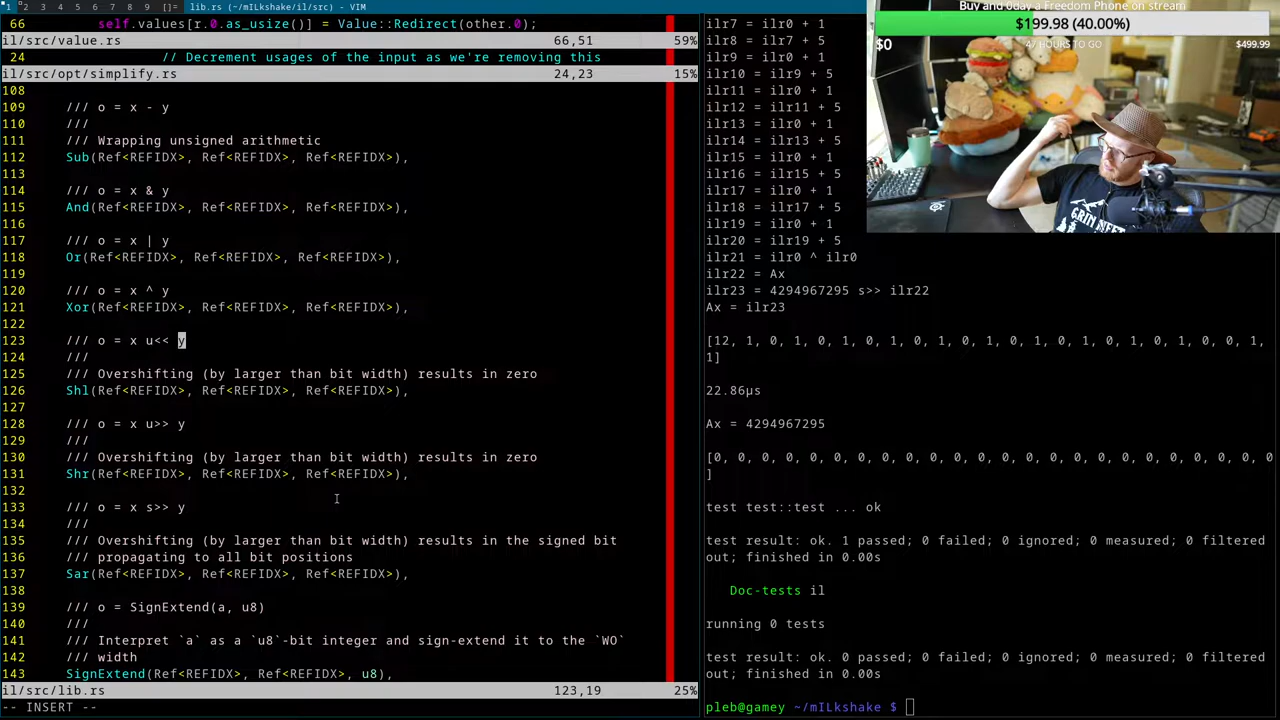 1 2 3 4 5 6 7 8 9 []= lib.rs (~/mILkshake/il/src) - VIM
66 self.values[r.0.as_usize()] = Value::Redirect(other.0);
il/src/value.rs 66,51 59%
24 // Decrement usages of the input as we're removing this
il/src/opt/simplify.rs 24,23 15%
108
109 /// o = x - y
110 ///
111 /// Wrapping unsigned arithmetic
112 Sub(Ref<REFIDX>, Ref<REFIDX>, Ref<REFIDX>),
113
114 /// o = x & y
115 And(Ref<REFIDX>, Ref<REFIDX>, Ref<REFIDX>),
116
117 /// o = x | y
118 Or(Ref<REFIDX>, Ref<REFIDX>, Ref<REFIDX>),
119
120 /// o = x ^ y
121 Xor(Ref<REFIDX>, Ref<REFIDX>, Ref<REFIDX>),
122
123 /// o = x u<< y
124 ///
125 /// Overshifting (by larger than bit width) results in zero
126 Shl(Ref<REFIDX>, Ref<REFIDX>, Ref<REFIDX>),
127
128 /// o = x u>> y
129 ///
130 /// Overshifting (by larger than bit width) results in zero
131 Shr(Ref<REFIDX>, Ref<REFIDX>, Ref<REFIDX>),
132
133 /// o = x s>> y
134 ///
135 /// Overshifting (by larger than bit width) results in the signed bit
136 /// propagating to all bit positions
137 Sar(Ref<REFIDX>, Ref<REFIDX>, Ref<REFIDX>),
138
139 /// o = SignExtend(a, u8)
140 ///
141 /// Interpret `a` as a `u8`-bit integer and sign-extend it to the `WO`
142 /// width
143 SignExtend(Ref<REFIDX>, Ref<REFIDX>, u8),
il/src/lib.rs 123,19 25%
-- INSERT --
ilr7 = ilr0 + 1
ilr8 = ilr7 + 5
ilr9 = ilr0 + 1
ilr10 = ilr9 + 5
ilr11 = ilr0 + 1
ilr12 = ilr11 + 5
ilr13 = ilr0 + 1
ilr14 = ilr13 + 5
ilr15 = ilr0 + 1
ilr16 = ilr15 + 5
ilr17 = ilr0 + 1
ilr18 = ilr17 + 5
ilr19 = ilr0 + 1
ilr20 = ilr19 + 5
ilr21 = ilr0 ^ ilr0
ilr22 = Ax
ilr23 = 4294967295 s>> ilr22
Ax = ilr23
[12, 1, 0, 1, 0, 1, 0, 1, 0, 1, 0, 1, 0, 1, 0, 1, 0, 1, 0, 1, 0, 0, 1,
1]
22.86µs
Ax = 4294967295
[0, 0, 0, 0, 0, 0, 0, 0, 0, 0, 0, 0, 0, 0, 0, 0, 0, 0, 0, 0, 0, 0, 0, 0
]
test test::test ... ok
test result: ok. 1 passed; 0 failed; 0 ignored; 0 measured; 0 filtered
out; finished in 0.00s
Doc-tests il
running 0 tests
test result: ok. 0 passed; 0 failed; 0 ignored; 0 measured; 0 filtered
out; finished in 0.00s
pleb@gamey ~/mILkshake $
Buy and 0day a Freedom Phone on stream
$199.98 (40.00%)
$0 47 HOURS TO GO $499.99